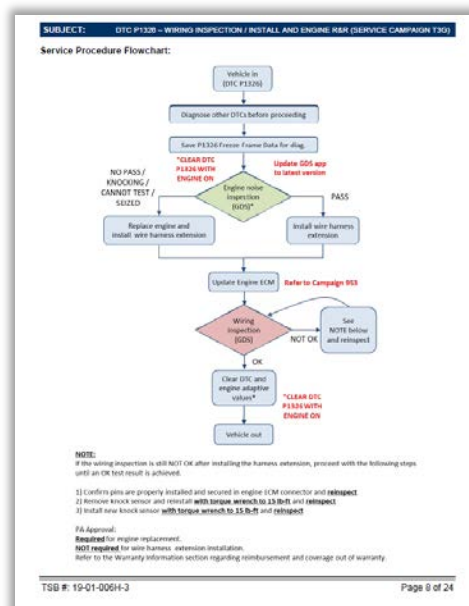 SUBJECT: DTC P1326 – WIRING INSPECTION / INSTALL AND ENGINE R&R (SERVICE CAMPAIGN T3G)
Service Procedure Flowchart:
Vehicle in
(DTC P1326)
Diagnose other DTCs before proceeding
Save P1326 Freeze Frame Data for diag.
*CLEAR DTC
P1326 WITH
ENGINE ON
Update GDS app
to latest version
NO PASS /
KNOCKING /
CANNOT TEST /
SEIZED
Engine noise
inspection
(GDS)*
PASS
Replace engine and
install wire harness extension
Install wire harness
extension
Update Engine ECM
Refer to Campaign 953
Wiring
inspection
(GDS)
NOT OK
See
NOTE below
and reinspect
OK
Clear DTC and
engine adaptive
values*
*CLEAR DTC
P1326 WITH
ENGINE ON
Vehicle out
NOTE:
If the wiring inspection is still NOT OK after installing the harness extension, proceed with the following steps
until an OK test result is achieved.
1) Confirm pins are properly installed and secured in engine ECM connector and reinspect
2) Remove knock sensor and reinstall with torque wrench to 15 lb-ft and reinspect
3) Install new knock sensor with torque wrench to 15 lb-ft and reinspect
PA Approval:
Required for engine replacement.
NOT required for wire harness extension installation.
Refer to the Warranty Information section regarding reimbursement and coverage out of warranty.
TSB #: 19-01-006H-3 Page 8 of 24